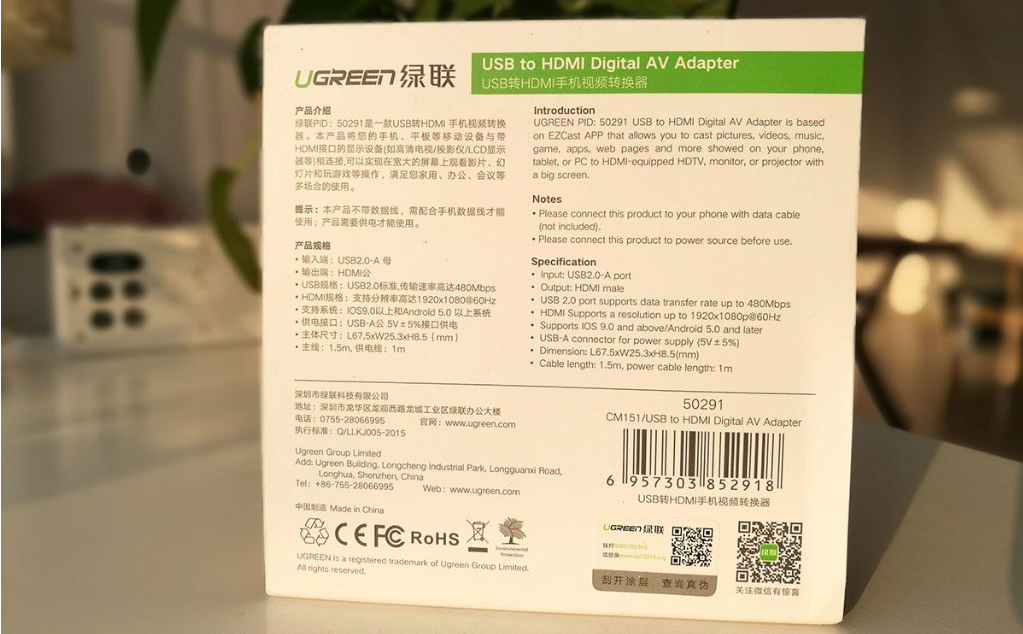 UGREEN 绿联
USB to HDMI Digital AV Adapter
USB转HDMI手机视频转换器
产品介绍
绿联PID：50291是一款USB转HDMI 手机视频转换
器。本产品将您的手机、平板等移动设备与带
HDMI接口的显示设备(如高清电视/投影仪/LCD显示
器等)相连接,可以实现在宽大的屏幕上观看影片、幻
灯片和玩游戏等操作，满足您家用、办公、会议等
多场合的使用。
提示：本产品不带数据线，需配合手机数据线才能
使用；产品需要供电才能使用。
产品规格
• 输入端：USB2.0-A 母
• 输出端：HDMI公
• USB规格：USB2.0标准,传输速率高达480Mbps
• HDMI规格：支持分辨率高达1920x1080@60Hz
• 支持系统：IOS9.0以上和Android 5.0 以上系统
• 供电接口：USB-A公 5V±5%接口供电
• 主体尺寸：L67.5xW25.3xH8.5（mm）
• 主线：1.5m, 供电线：1m
Introduction
UGREEN PID: 50291 USB to HDMI Digital AV Adapter is based
on EZCast APP that allows you to cast pictures, videos, music,
game, apps, web pages and more showed on your phone,
tablet, or PC to HDMI-equipped HDTV, monitor, or projector with
a big screen.
Notes
• Please connect this product to your phone with data cable
(not included).
• Please connect this product to power source before use.
Specification
• Input: USB2.0-A port
• Output: HDMI male
• USB 2.0 port supports data transfer rate up to 480Mbps
• HDMI Supports a resolution up to 1920x1080p@60Hz
• Supports IOS 9.0 and above/Android 5.0 and later
• USB-A connector for power supply (5V±5%)
• Dimension: L67.5xW25.3xH8.5(mm)
• Cable length: 1.5m, power cable length: 1m
深圳市绿联科技有限公司
地址：深圳市龙华区龙观西路龙城工业区绿联办公大楼
电话：0755-28066995 官网：www.ugreen.com
执行标准：Q/LLKJ005-2015
Ugreen Group Limited
Add: Ugreen Building, Longcheng Industrial Park, Longguanxi Road,
Longhua, Shenzhen, China
Tel: +86-755-28066995 Web: www.ugreen.com
中国制造 Made in China
CE FC RoHS
Environmental
Protection
UGREEN is a registered trademark of Ugreen Group Limited.
All rights reserved.
50291
CM151/USB to HDMI Digital AV Adapter
6 957303 852918
USB转HDMI手机视频转换器
UGREEN 绿联
刮开涂层 查询真伪
绿联
关注微信有惊喜